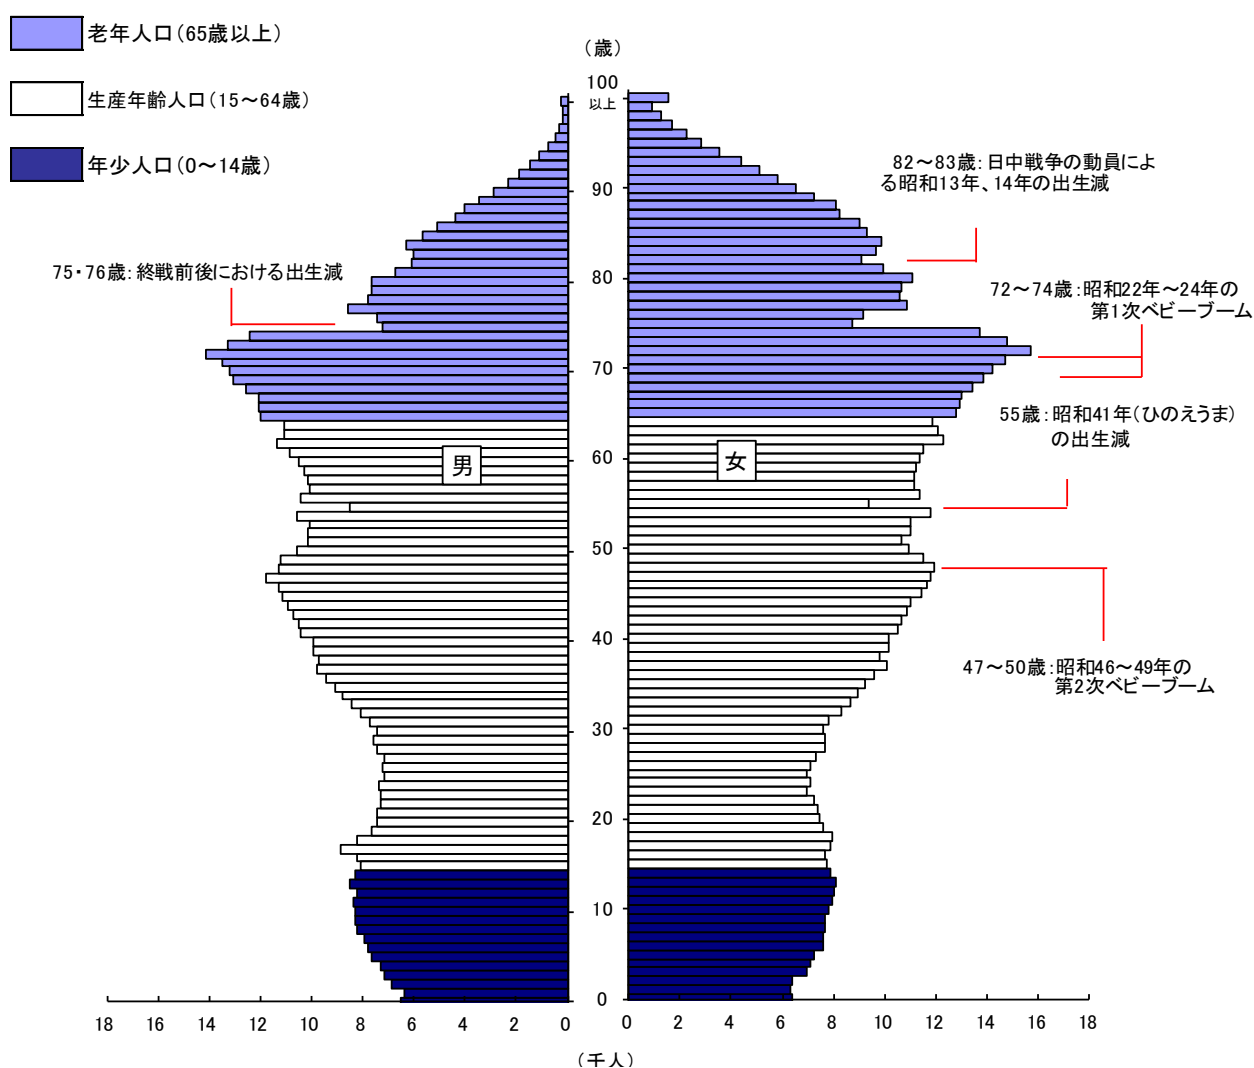 老年人口(65歳以上)
生産年齢人口(15～64歳)
年少人口(0～14歳)
(歳)
100
以上
90
80
70
60
50
40
30
20
10
0
82～83歳:日中戦争の動員によ
る昭和13年、14年の出生減
75・76歳:終戦前後における出生減
72～74歳:昭和22年～24年の
第1次ベビーブーム
55歳:昭和41年(ひのえうま)
の出生減
男
女
47～50歳:昭和46～49年の
第2次ベビーブーム
18 16 14 12 10 8 6 4 2 0
0 2 4 6 8 10 12 14 16 18
(千人)